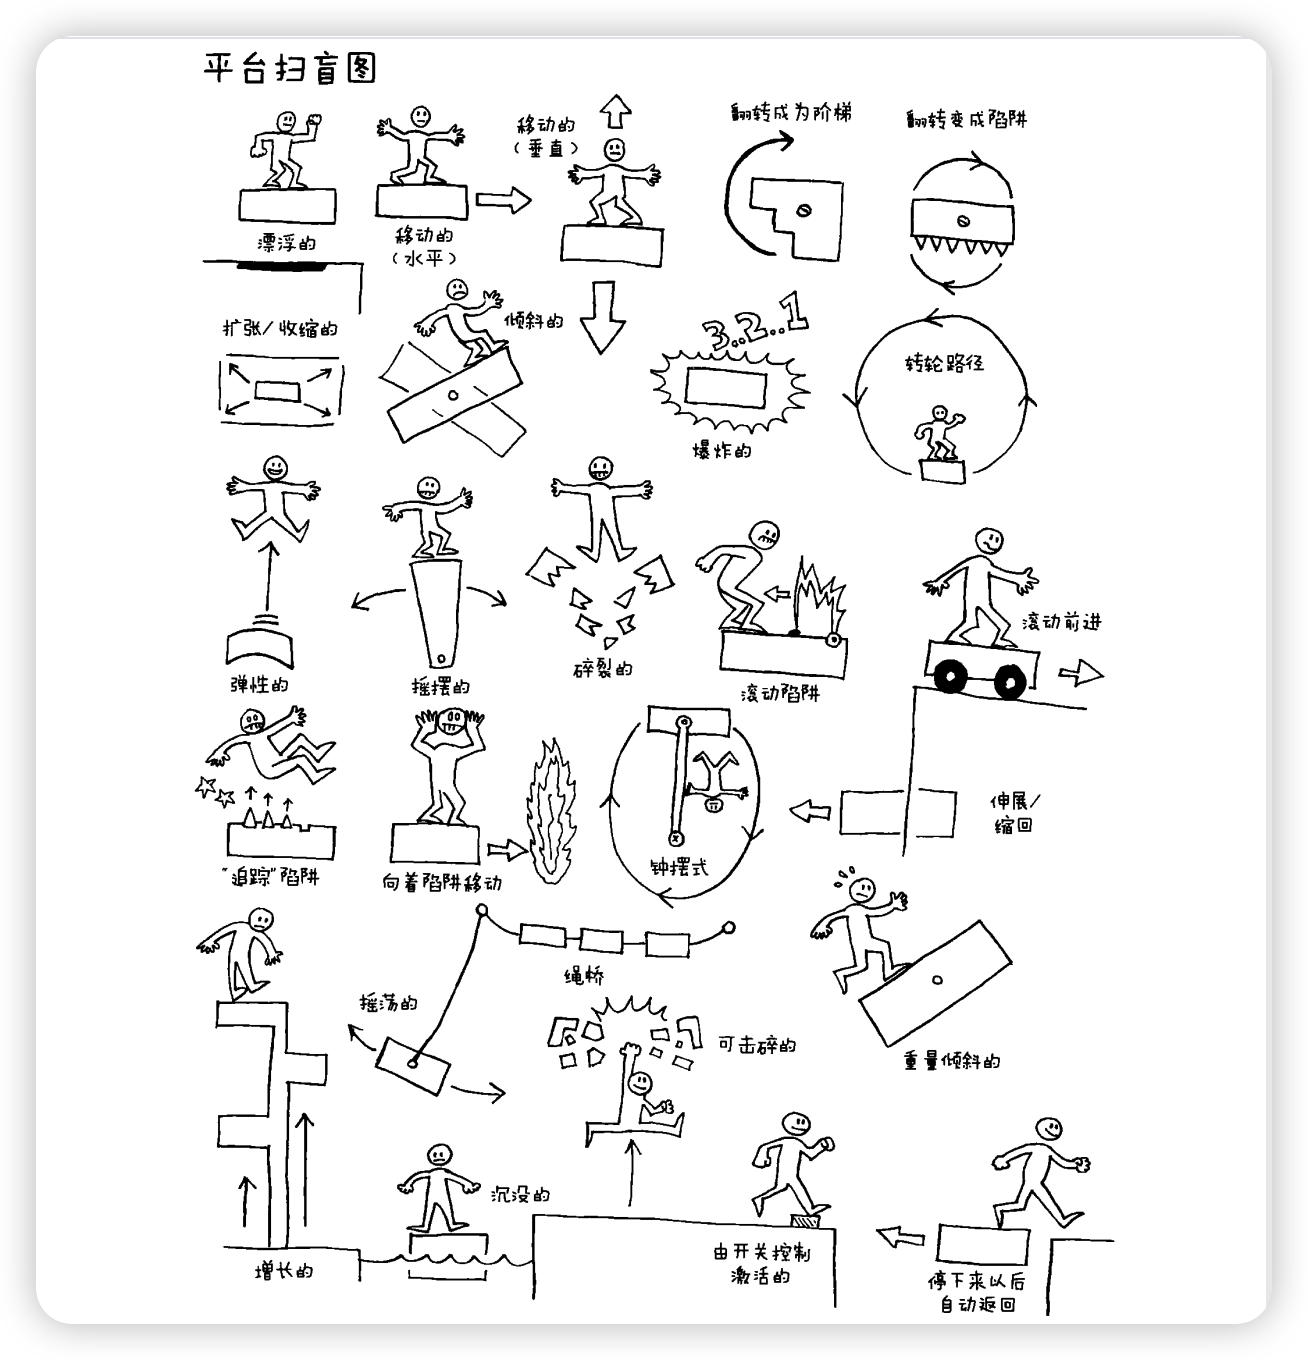 平台扫盲图
漂浮的
移动的
（水平）
移动的
（垂直）
翻转成为阶梯
翻转变成陷阱
扩张/收缩的
倾斜的
3..2..1
爆炸的
转轮路径
弹性的
摇摆的
碎裂的
滚动陷阱
滚动前进
“追踪”陷阱
向着陷阱移动
钟摆式
伸展/
缩回
绳桥
摇荡的
可击碎的
重量倾斜的
增长的
沉没的
由开关控制
激活的
停下来以后
自动返回